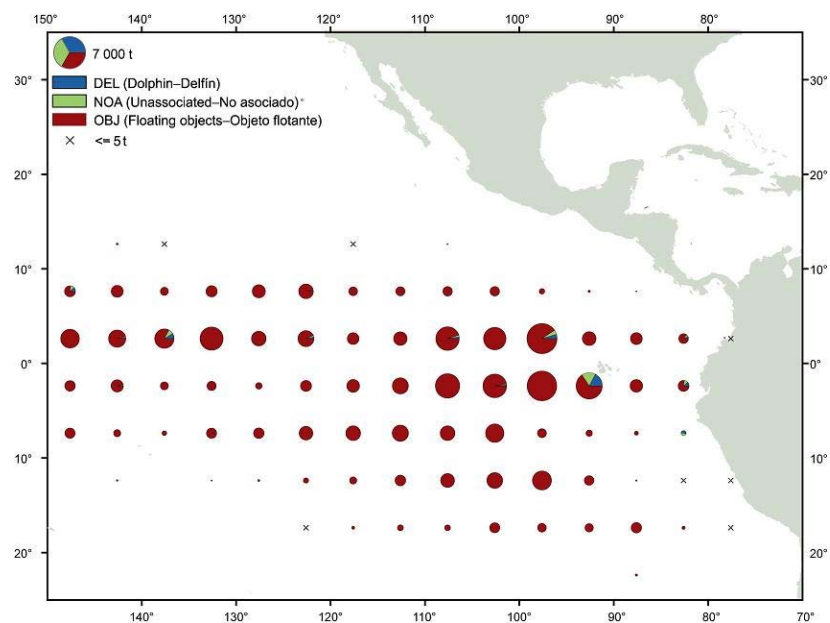 150° 140° 130° 120° 110° 100° 90° 80°
7 000 t
DEL (Dolphin–Delfín)
NOA (Unassociated–No asociado)*
OBJ (Floating objects–Objeto flotante)
<= 5 t
30° 30°
20° 20°
10° 10°
0° 0°
10° 10°
20° 20°
140° 130° 120° 110° 100° 90° 80° 70°